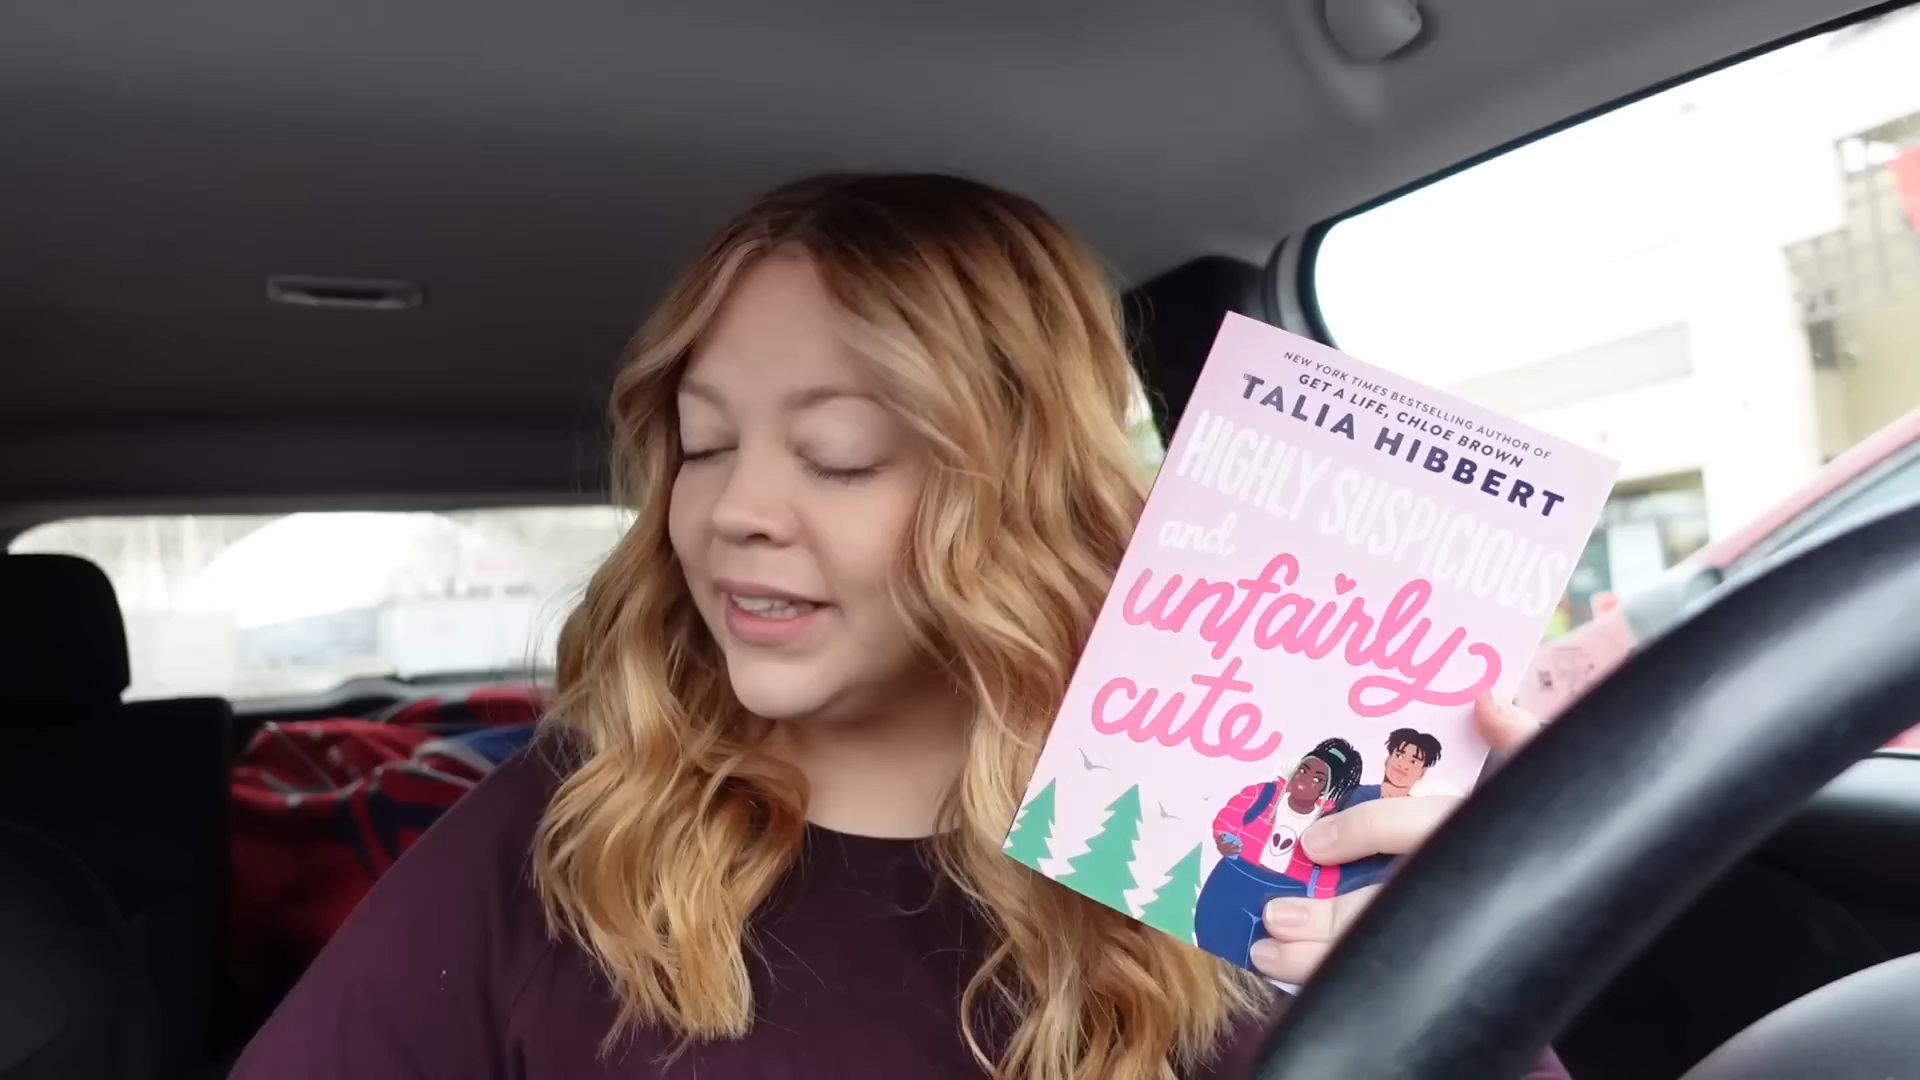 NEW YORK TIMES BESTSELLING AUTHOR OF
GET A LIFE, CHLOE BROWN
TALIA HIBBERT
HIGHLY SUSPICIOUS
and
unfairly
cute